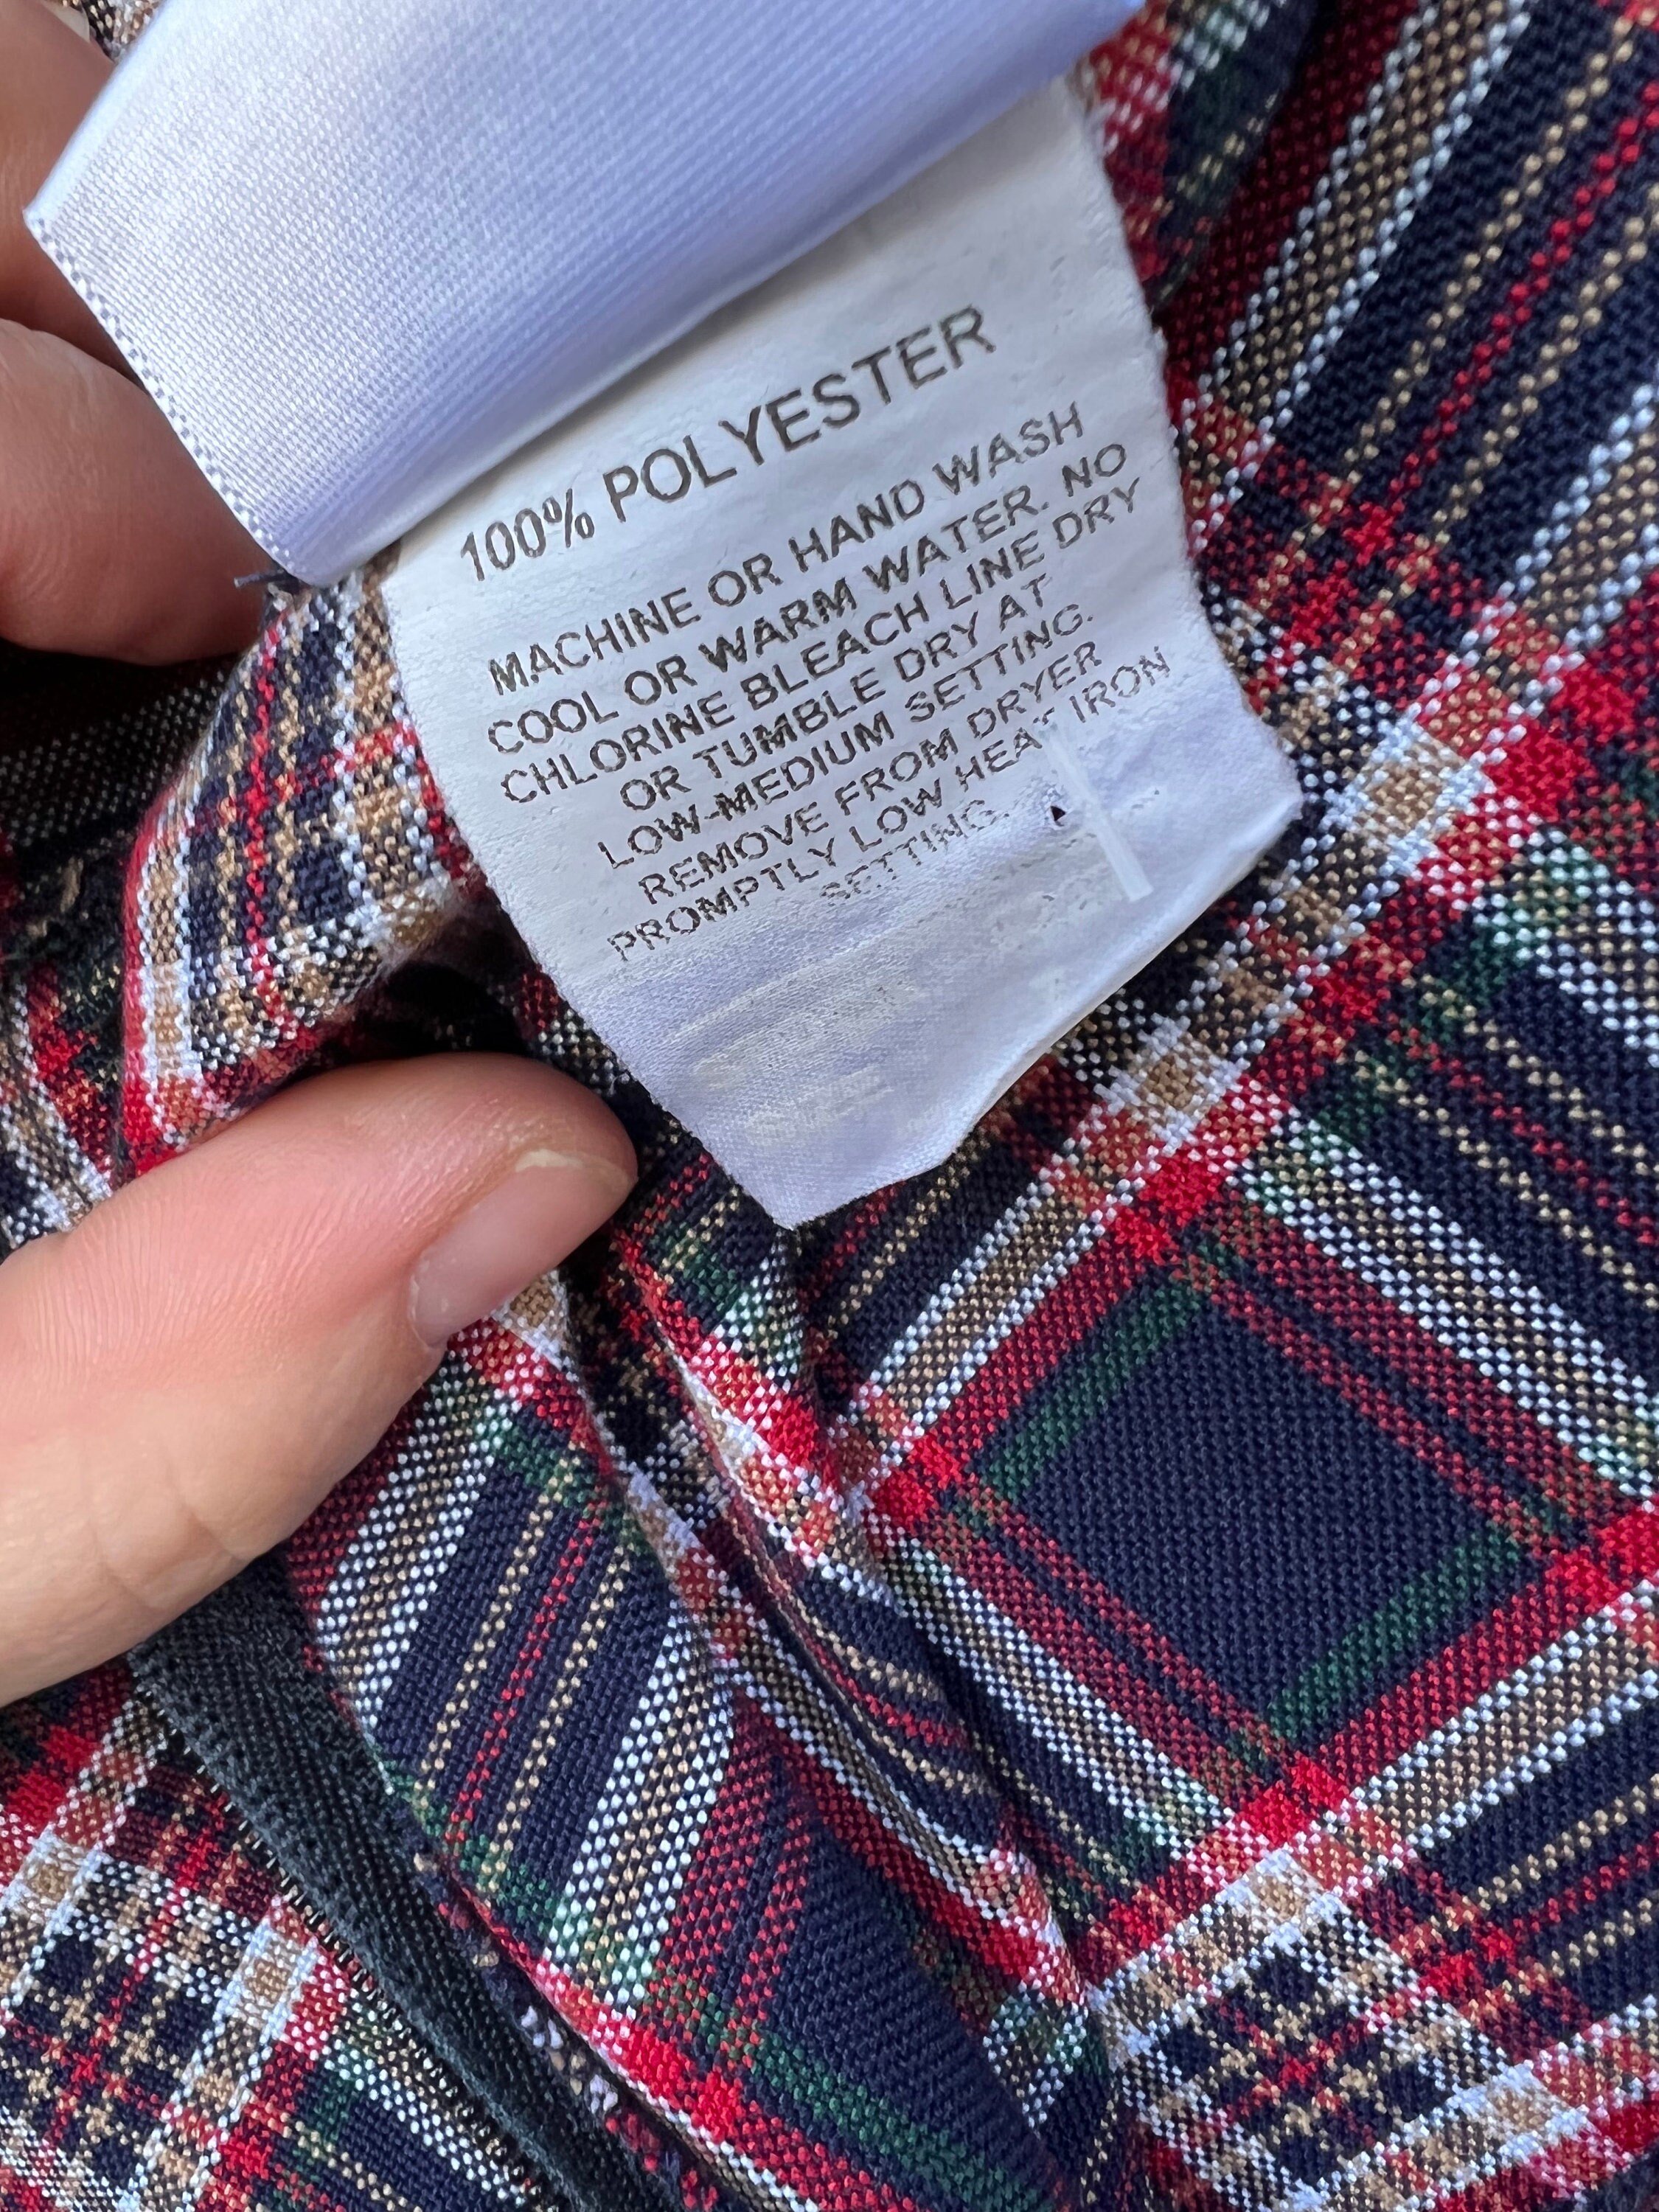 100% POLYESTER
MACHINE OR HAND WASH
COOL OR WARM WATER. NO
CHLORINE BLEACH LINE DRY
OR TUMBLE DRY AT
LOW-MEDIUM SETTING.
REMOVE FROM DRYER
PROMPTLY LOW HEAT IRON
SETTING.